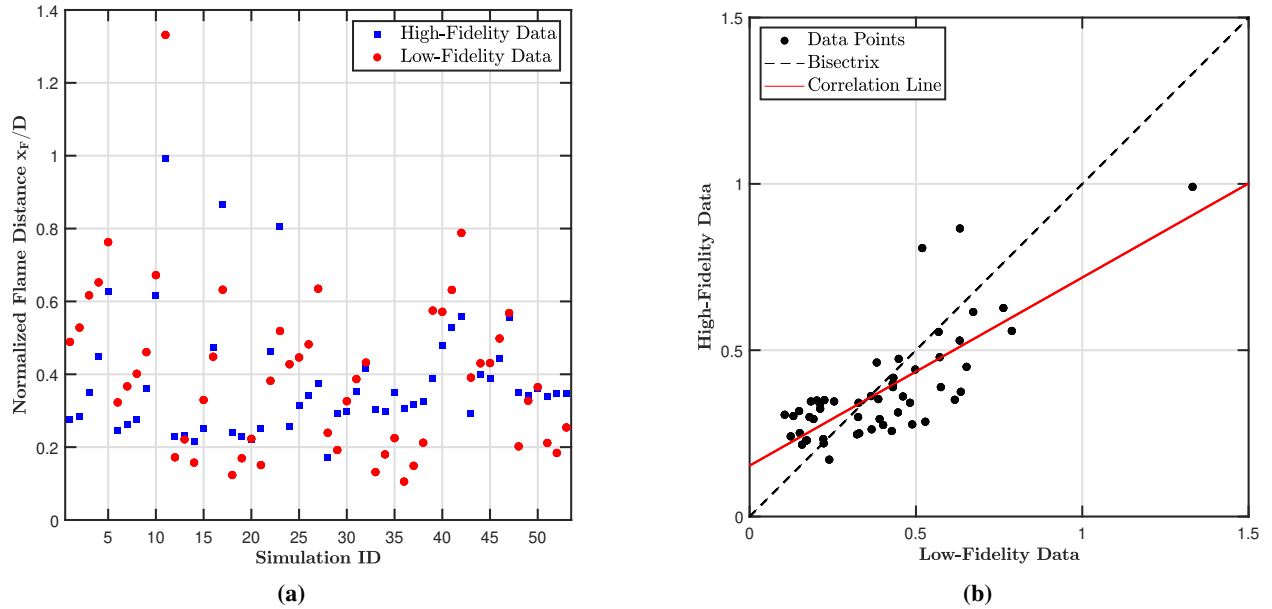 1.4
1.2
1
0.8
0.6
0.4
0.2
0
Normalized Flame Distance x_F/D
High-Fidelity Data
Low-Fidelity Data
5 10 15 20 25 30 35 40 45 50
Simulation ID
(a)
1.5
1
0.5
0
High-Fidelity Data
Data Points
Bisectrix
Correlation Line
0 0.5 1 1.5
Low-Fidelity Data
(b)